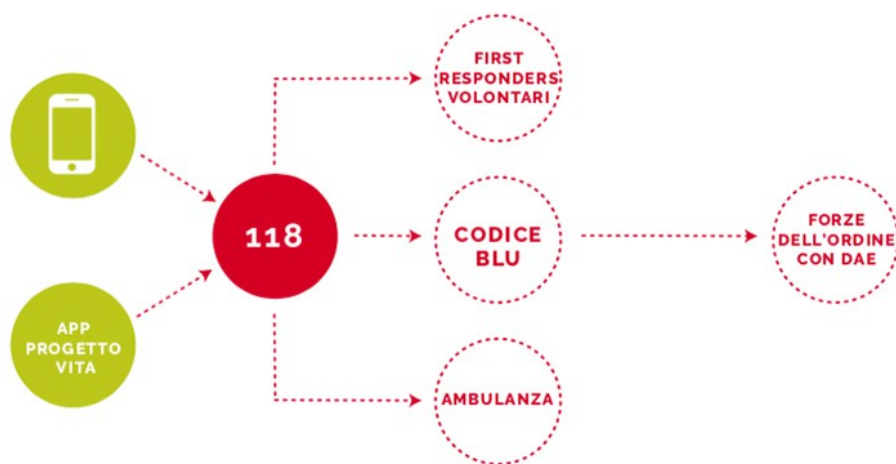 FIRST
RESPONDERS
VOLONTARI
118
CODICE
BLU
FORZE
DELL'ORDINE
CON DAE
APP
PROGETTO
VITA
AMBULANZA